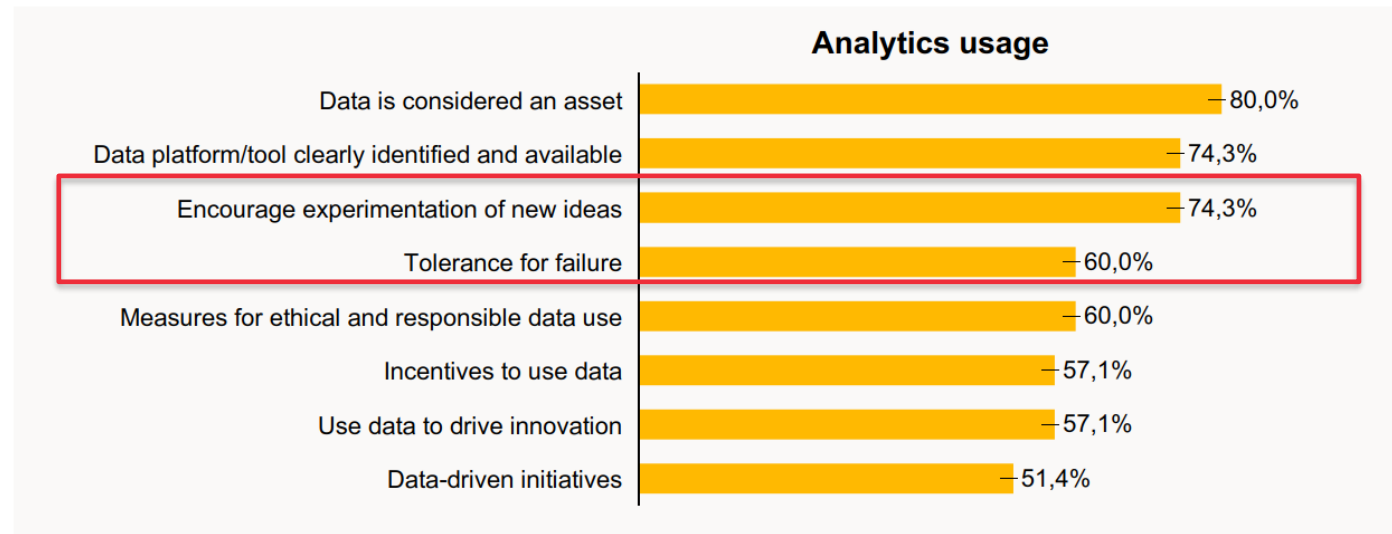 Analytics usage
Data is considered an asset 80,0%
Data platform/tool clearly identified and available 74,3%
Encourage experimentation of new ideas 74,3%
Tolerance for failure 60,0%
Measures for ethical and responsible data use 60,0%
Incentives to use data 57,1%
Use data to drive innovation 57,1%
Data-driven initiatives 51,4%